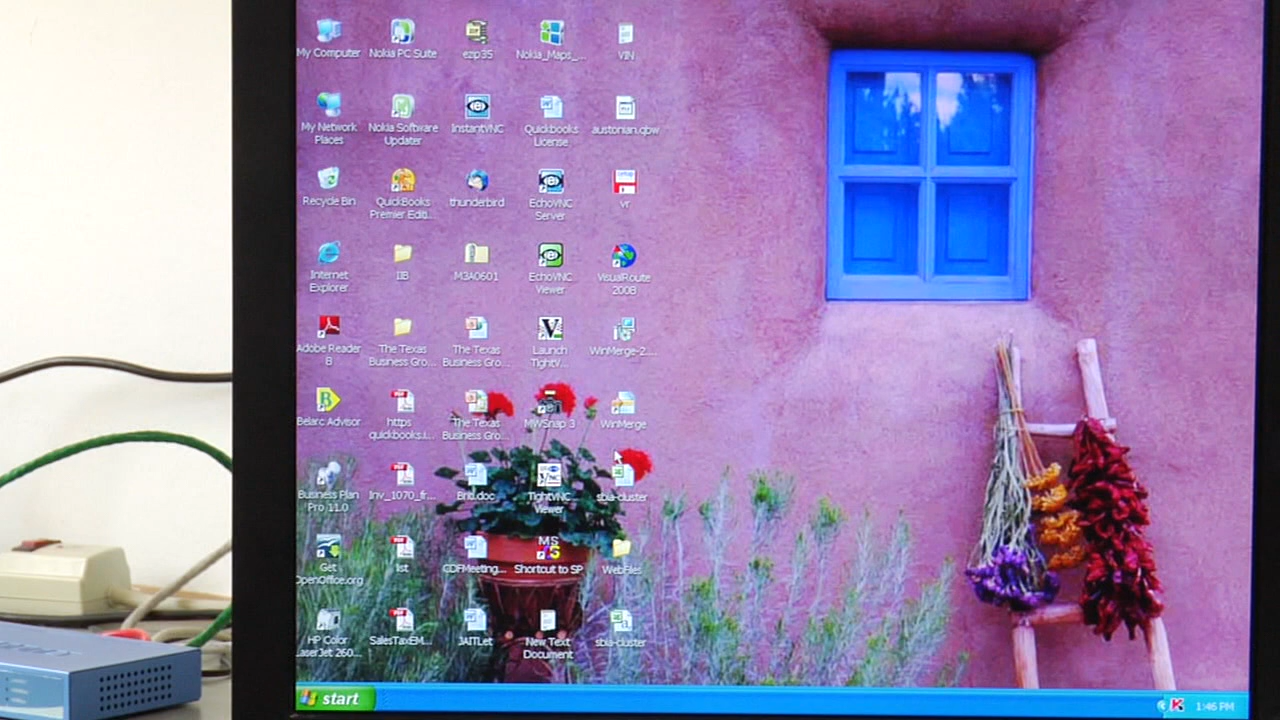 My Computer
Nokia PC Suite
ezip35
Nokia_Maps_...
VIN
My Network
Places
Nokia Software
Updater
InstantVNC
Quickbooks
License
austonian.qbw
Recycle Bin
QuickBooks
Premier Editi...
thunderbird
EchoVNC
Server
setup
vr
Internet
Explorer
IIB
M3A0601
EchoVNC
Viewer
VisualRoute
2008
Adobe Reader
8
The Texas
Business Gro...
The Texas
Business Gro...
Launch
TightV...
WinMerge-2....
Belarc Advisor
https
quickbooks.i...
The Texas
Business Gro...
MWSnap 3
WinMerge
Business Plan
Pro 11.0
Inv_1070_fr...
TightVNC
Viewer
sbia-cluster
Get
OpenOffice.org
list
CDFMeeting...
MS
Shortcut to SP
WebFiles
HP Color
LaserJet 260...
SalesTaxEM...
JAITLet
New Text
Document
sbia-cluster
start
1:46 PM